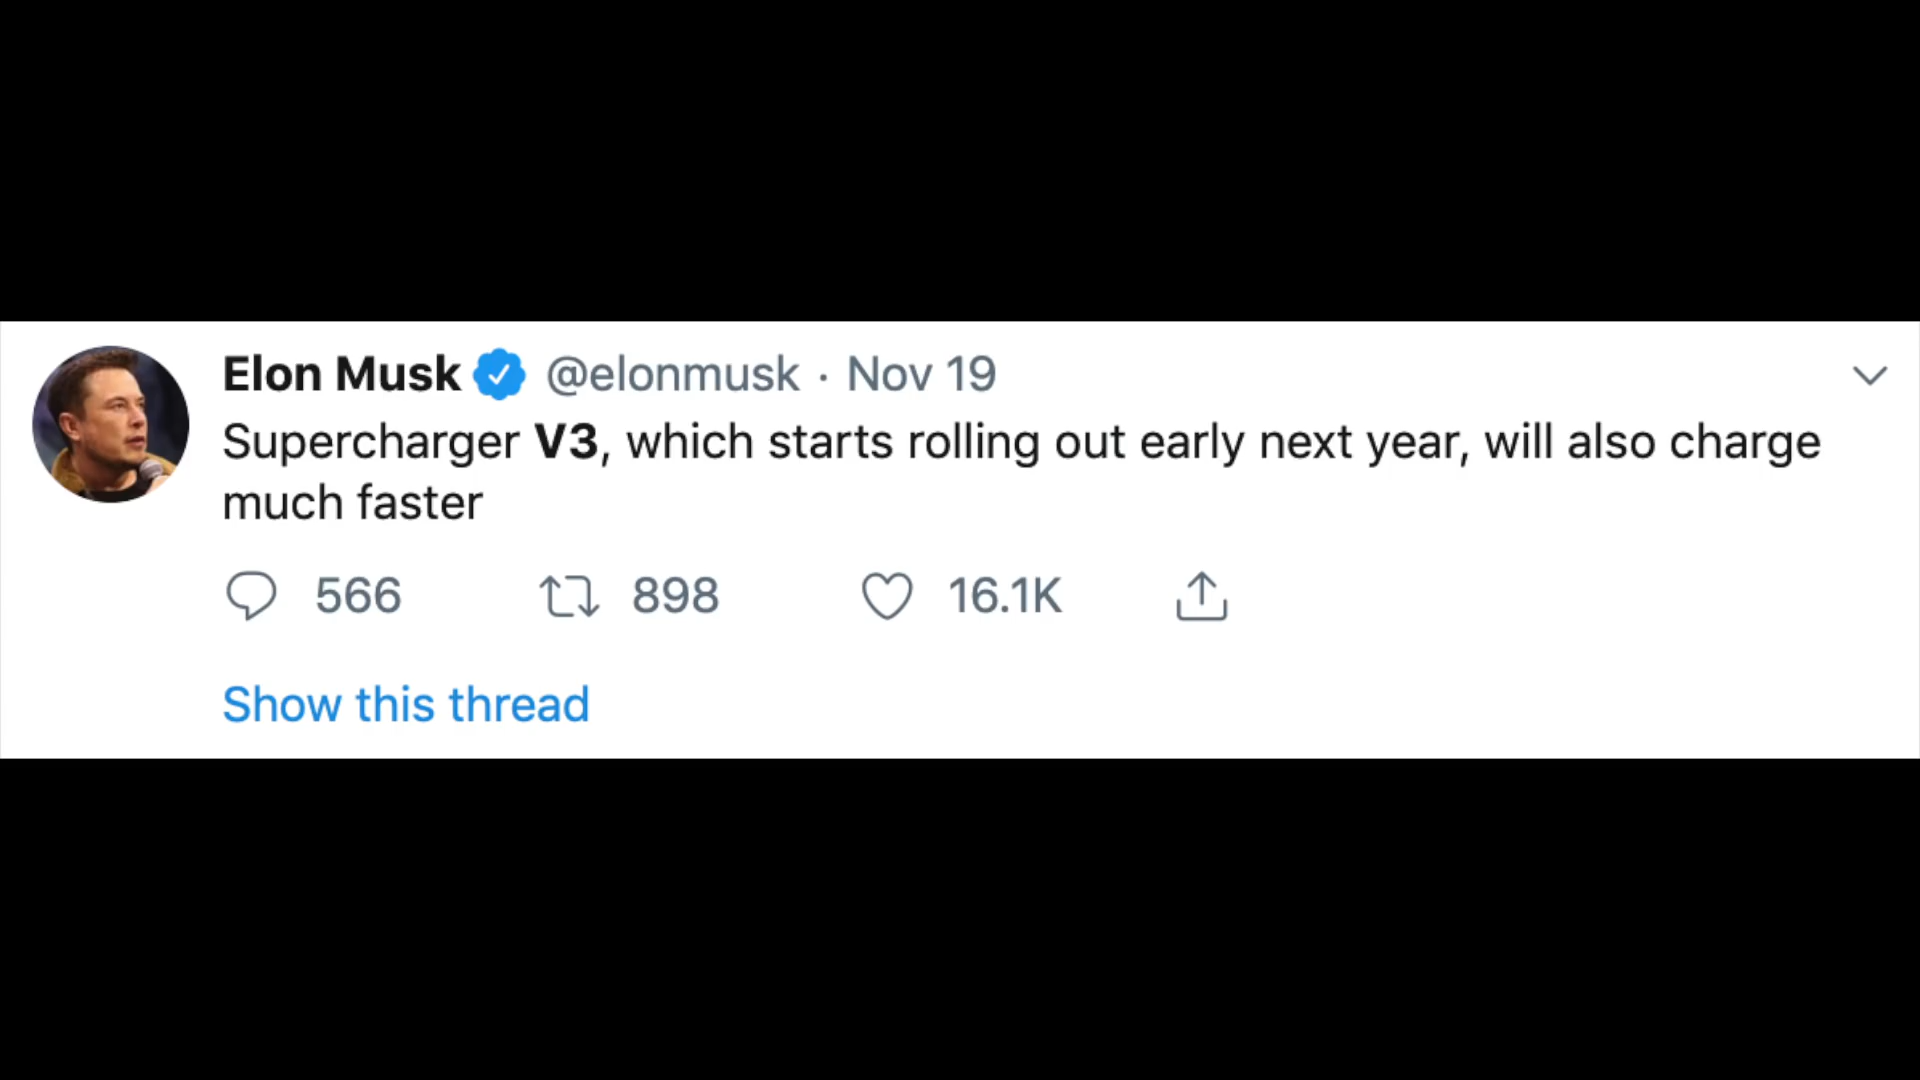 Elon Musk @elonmusk · Nov 19
Supercharger V3, which starts rolling out early next year, will also charge
much faster
566 898 16.1K
Show this thread